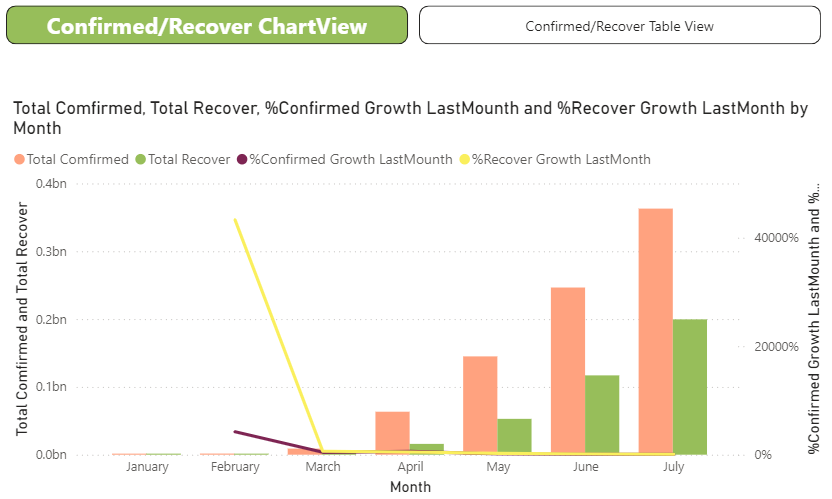 Confirmed/Recover ChartView
Confirmed/Recover Table View
Total Comfirmed, Total Recover, %Confirmed Growth LastMounth and %Recover Growth LastMonth by
Month
Total Comfirmed Total Recover %Confirmed Growth LastMounth %Recover Growth LastMonth
Total Comfirmed and Total Recover
0.4bn
0.3bn
0.2bn
0.1bn
0.0bn
40000%
20000%
0%
%Confirmed Growth LastMounth and %...
January February March April May June July
Month